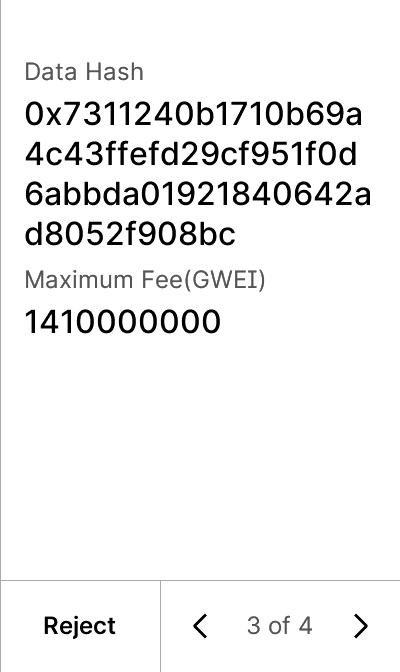 Data Hash
0x7311240b1710b69a
4c43ffefd29cf951f0d
6abbda01921840642a
d8052f908bc
Maximum Fee(GWEI)
1410000000
Reject
3 of 4